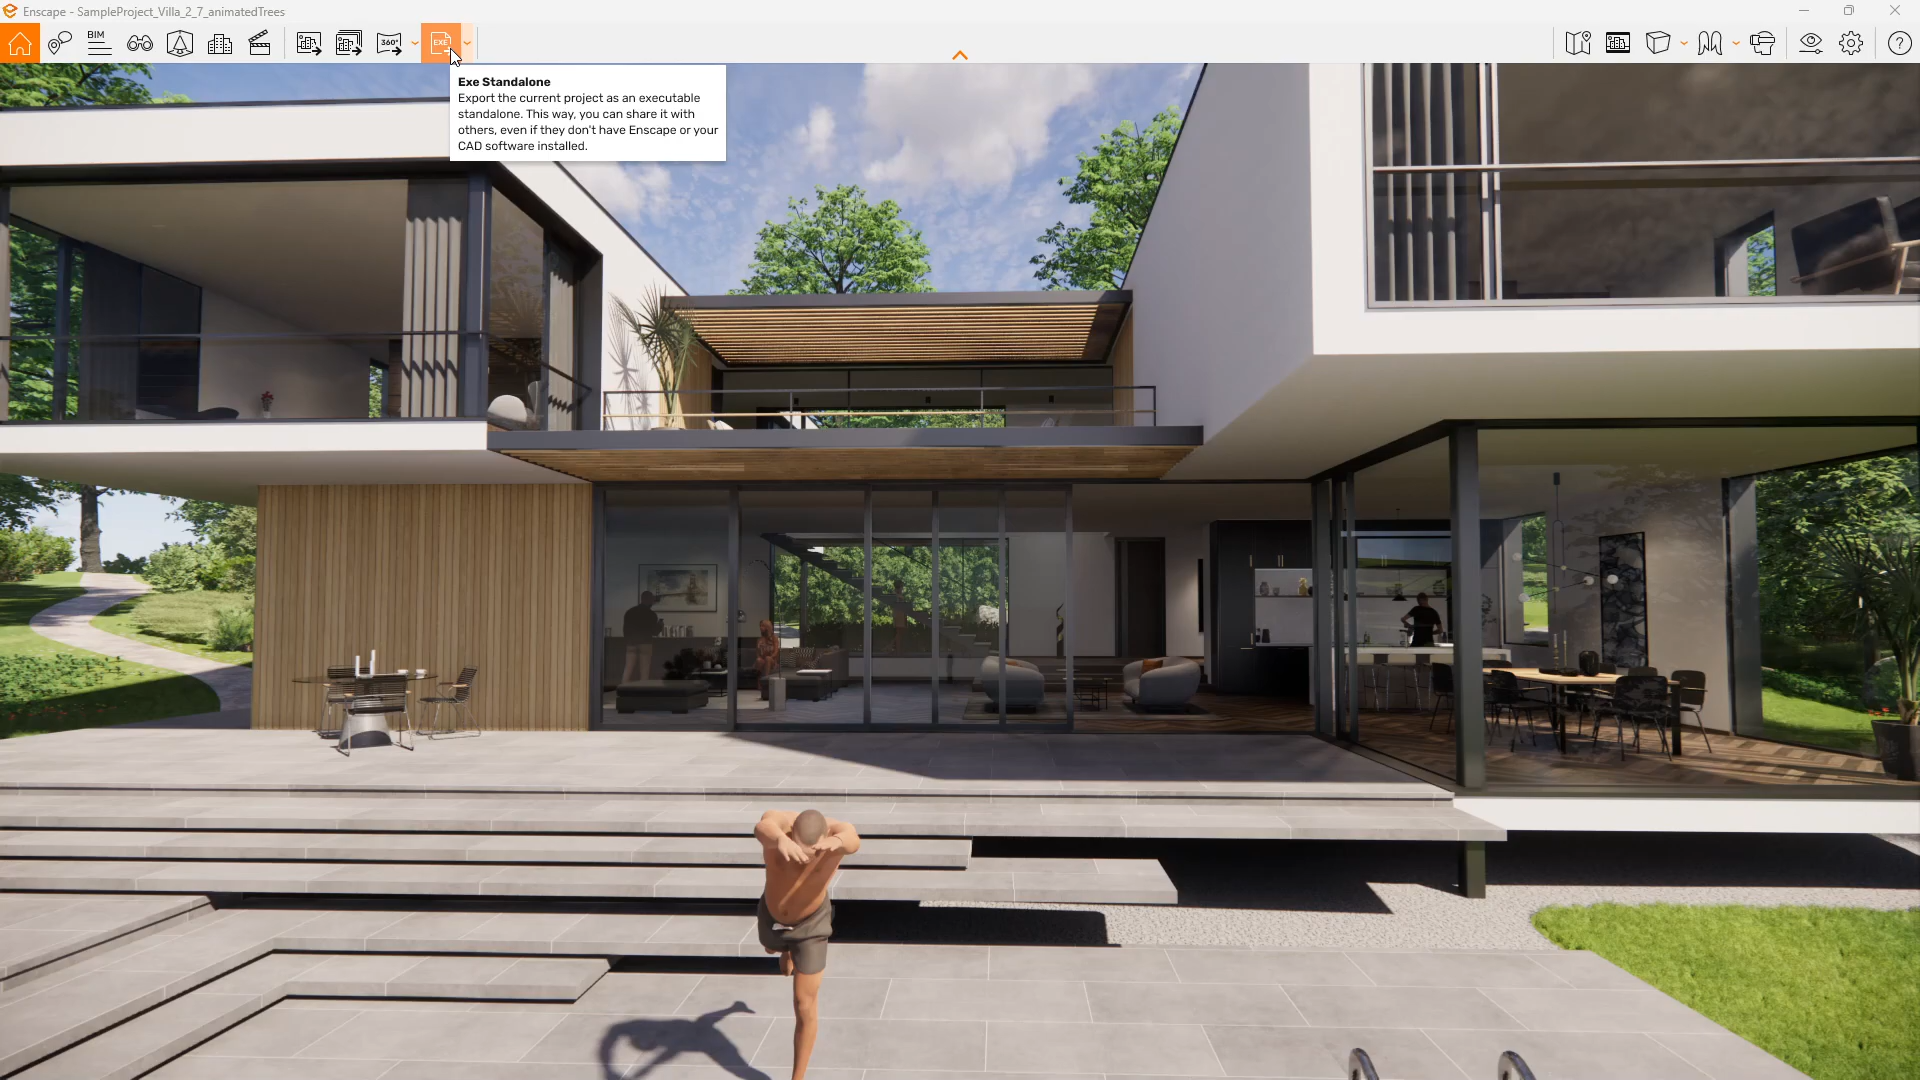 Enscape - SampleProject_Villa_2_7_animatedTrees
BIM
360°
EXE
Exe Standalone
Export the current project as an executable
standalone. This way, you can share it with
others, even if they don't have Enscape or your
CAD software installed.